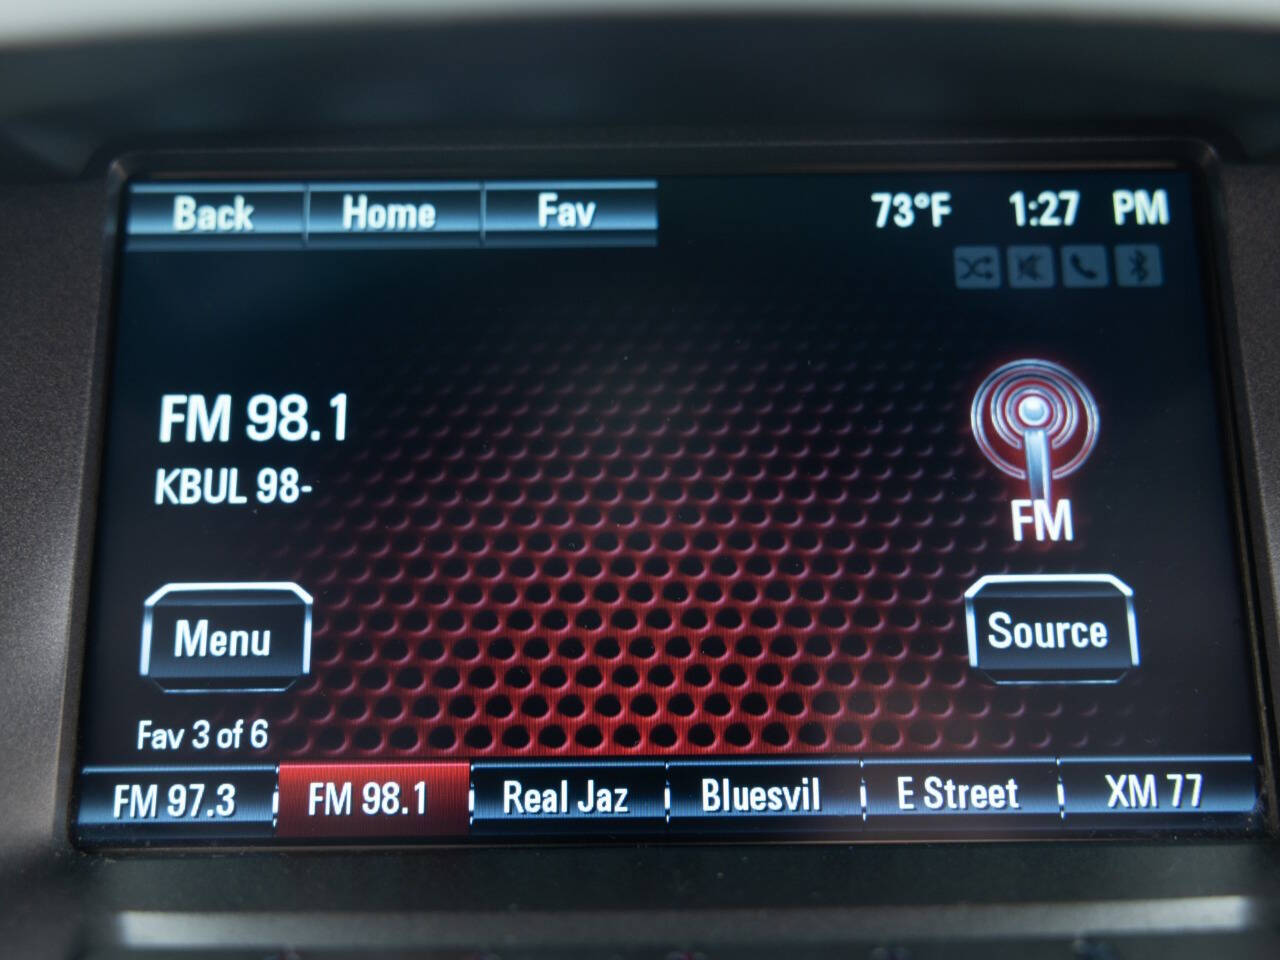 Back Home Fav 73°F 1:27 PM
FM 98.1
KBUL 98-
FM
Menu Source
Fav 3 of 6
FM 97.3 FM 98.1 Real Jaz Bluesvil E Street XM 77